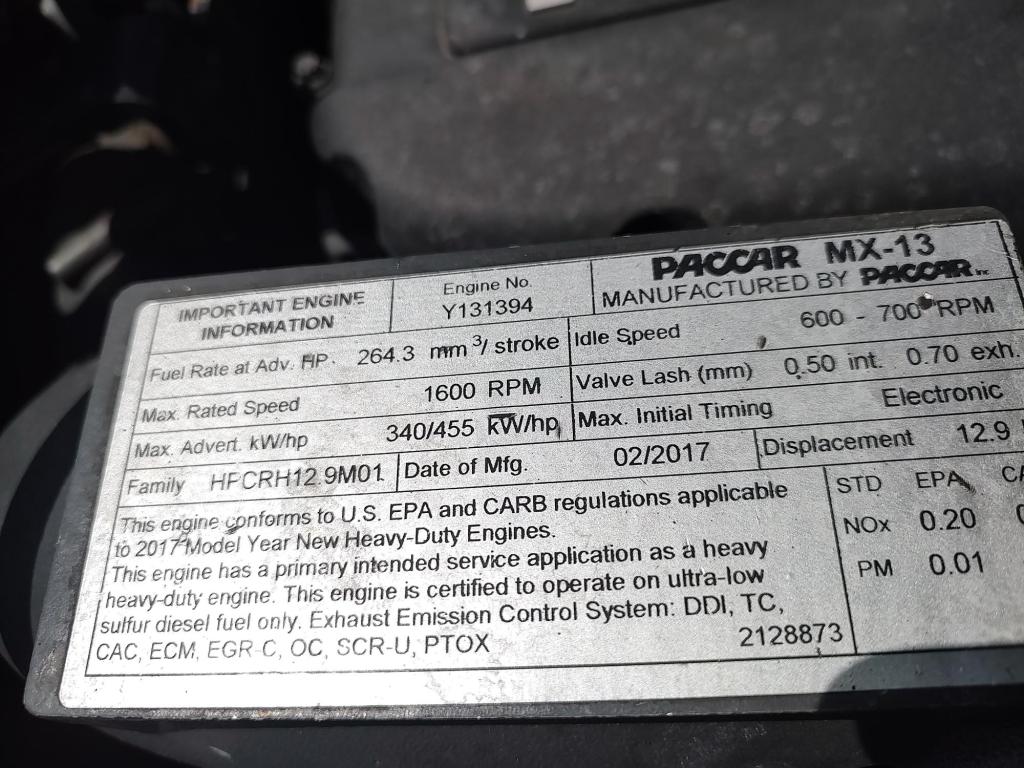 IMPORTANT ENGINE
INFORMATION
Engine No.
Y131394
PACCAR MX-13
MANUFACTURED BY PACCAR INC
Fuel Rate at Adv. HP. 264.3 mm³/ stroke
Idle Speed 600 - 700 RPM
Max. Rated Speed 1600 RPM
Valve Lash (mm) 0.50 int. 0.70 exh.
Max. Advert. kW/hp 340/455 kW/hp
Max. Initial Timing Electronic
Family HFCRH12.9M01
Date of Mfg. 02/2017
Displacement 12.9
This engine conforms to U.S. EPA and CARB regulations applicable
to 2017 Model Year New Heavy-Duty Engines.
This engine has a primary intended service application as a heavy
heavy-duty engine. This engine is certified to operate on ultra-low
sulfur diesel fuel only. Exhaust Emission Control System: DDI, TC,
CAC, ECM, EGR-C, OC, SCR-U, PTOX
2128873
STD EPA
NOx 0.20
PM 0.01